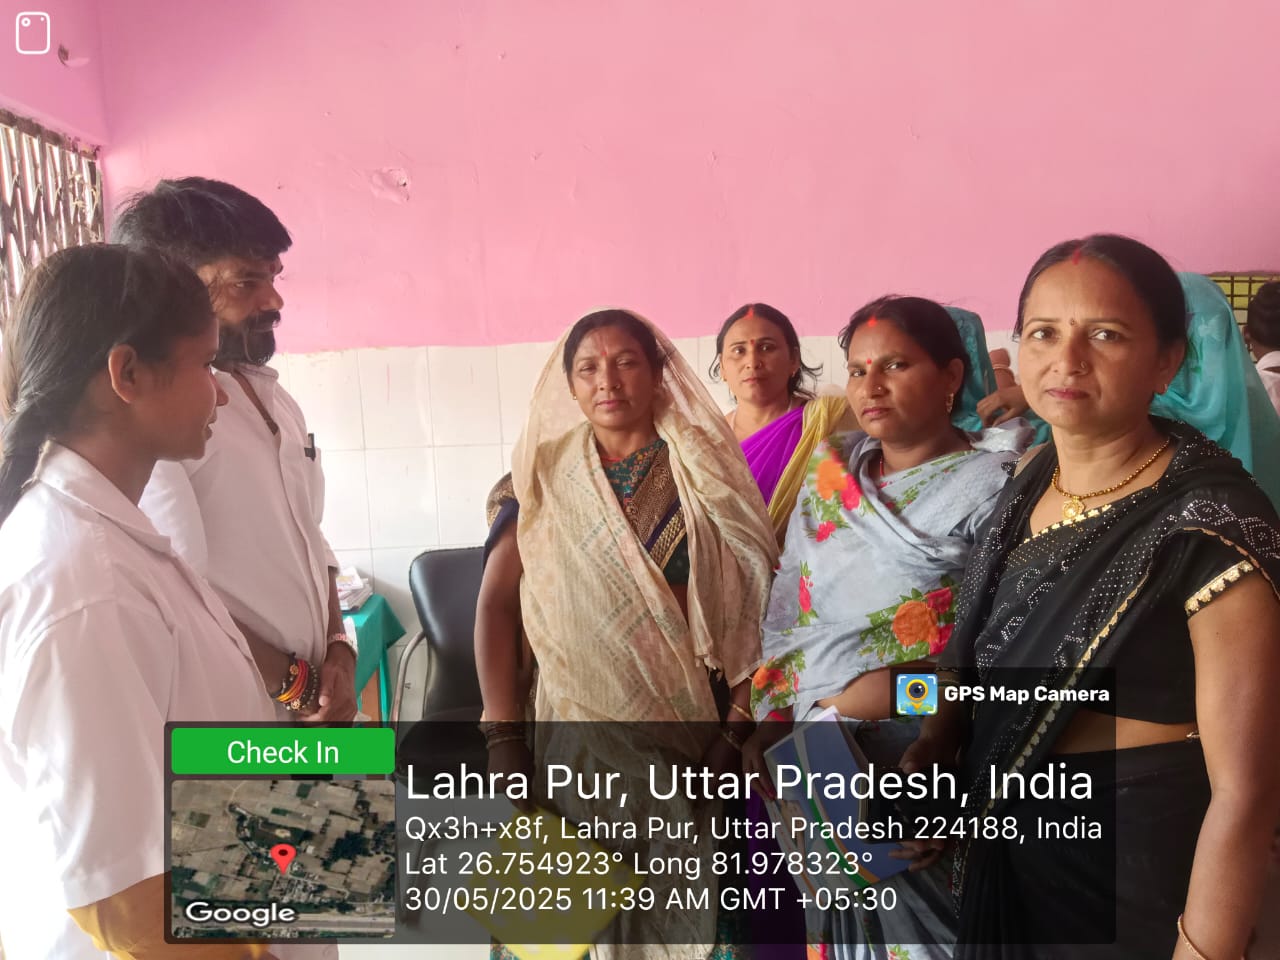 GPS Map Camera
Check In
Lahra Pur, Uttar Pradesh, India
Qx3h+x8f, Lahra Pur, Uttar Pradesh 224188, India
Lat 26.754923° Long 81.978323°
30/05/2025 11:39 AM GMT +05:30
Google